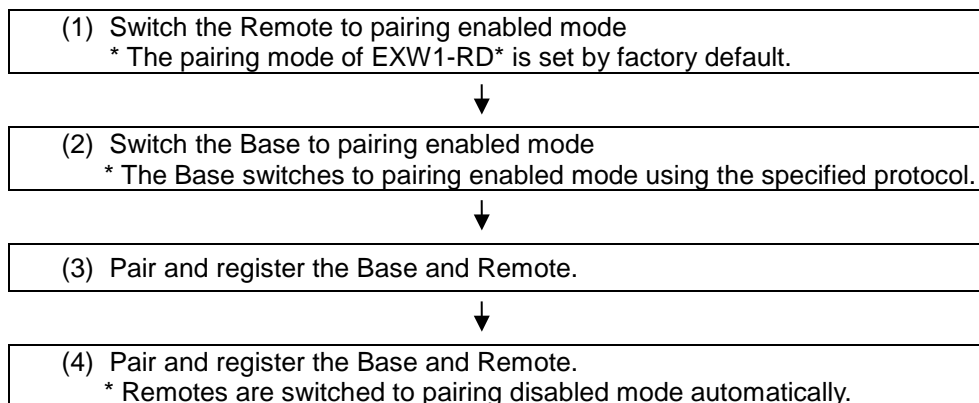 (1) Switch the Remote to pairing enabled mode
* The pairing mode of EXW1-RD* is set by factory default.
(2) Switch the Base to pairing enabled mode
* The Base switches to pairing enabled mode using the specified protocol.
(3) Pair and register the Base and Remote.
(4) Pair and register the Base and Remote.
* Remotes are switched to pairing disabled mode automatically.